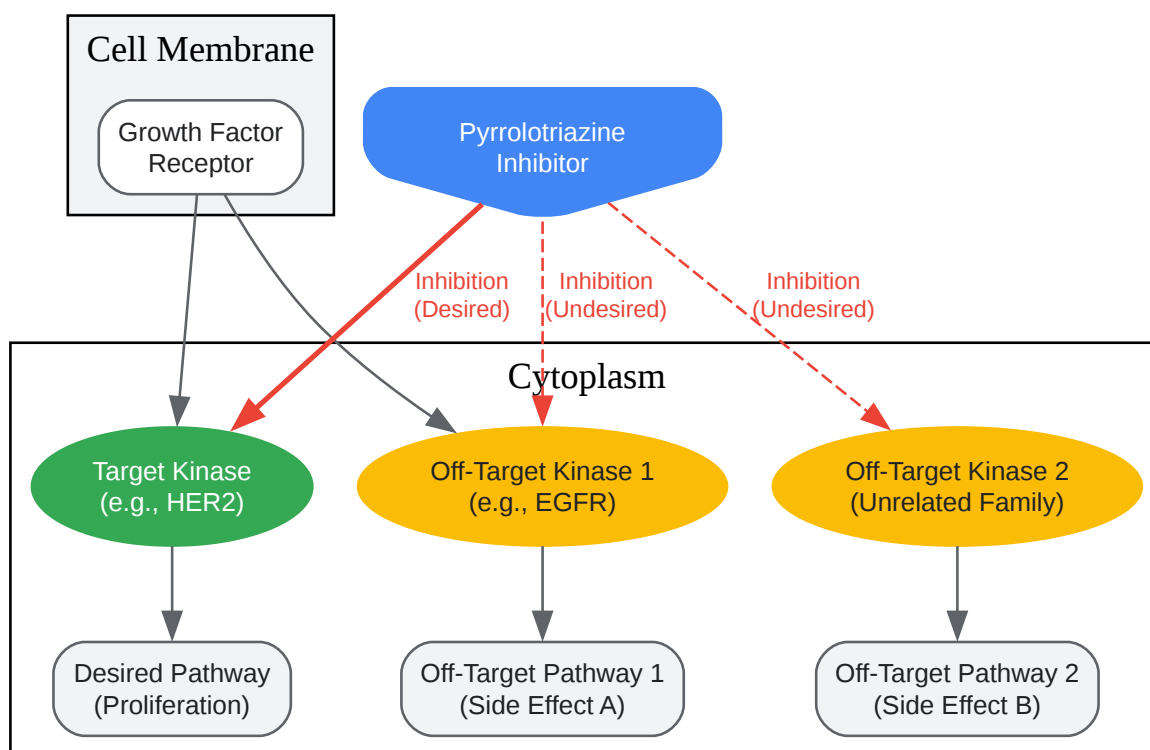 Cell Membrane
Growth Factor
Receptor
Pyrrolotriazine
Inhibitor
Inhibition
(Desired)
Inhibition
(Undesired)
Inhibition
(Undesired)
Cytoplasm
Target Kinase
(e.g., HER2)
Off-Target Kinase 1
(e.g., EGFR)
Off-Target Kinase 2
(Unrelated Family)
Desired Pathway
(Proliferation)
Off-Target Pathway 1
(Side Effect A)
Off-Target Pathway 2
(Side Effect B)